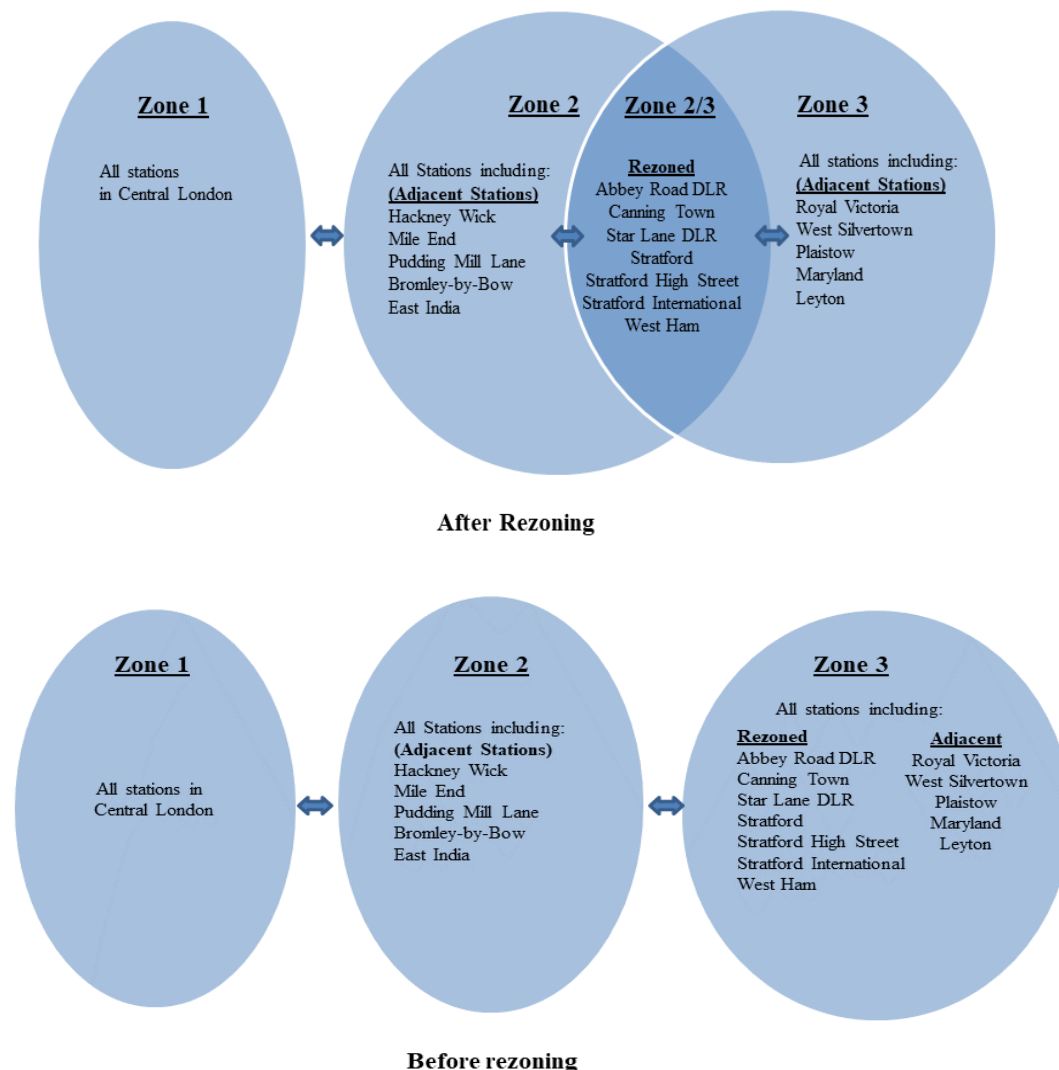 Zone 1
All stations
in Central London
Zone 2
All Stations including:
(Adjacent Stations)
Hackney Wick
Mile End
Pudding Mill Lane
Bromley-by-Bow
East India
Zone 2/3
Rezoned
Abbey Road DLR
Canning Town
Star Lane DLR
Stratford
Stratford High Street
Stratford International
West Ham
Zone 3
All stations including:
(Adjacent Stations)
Royal Victoria
West Silvertown
Plaistow
Maryland
Leyton
After Rezoning
Zone 1
All stations in
Central London
Zone 2
All Stations including:
(Adjacent Stations)
Hackney Wick
Mile End
Pudding Mill Lane
Bromley-by-Bow
East India
Zone 3
All stations including:
Rezoned
Abbey Road DLR
Canning Town
Star Lane DLR
Stratford
Stratford High Street
Stratford International
West Ham
Adjacent
Royal Victoria
West Silvertown
Plaistow
Maryland
Leyton
Before rezoning